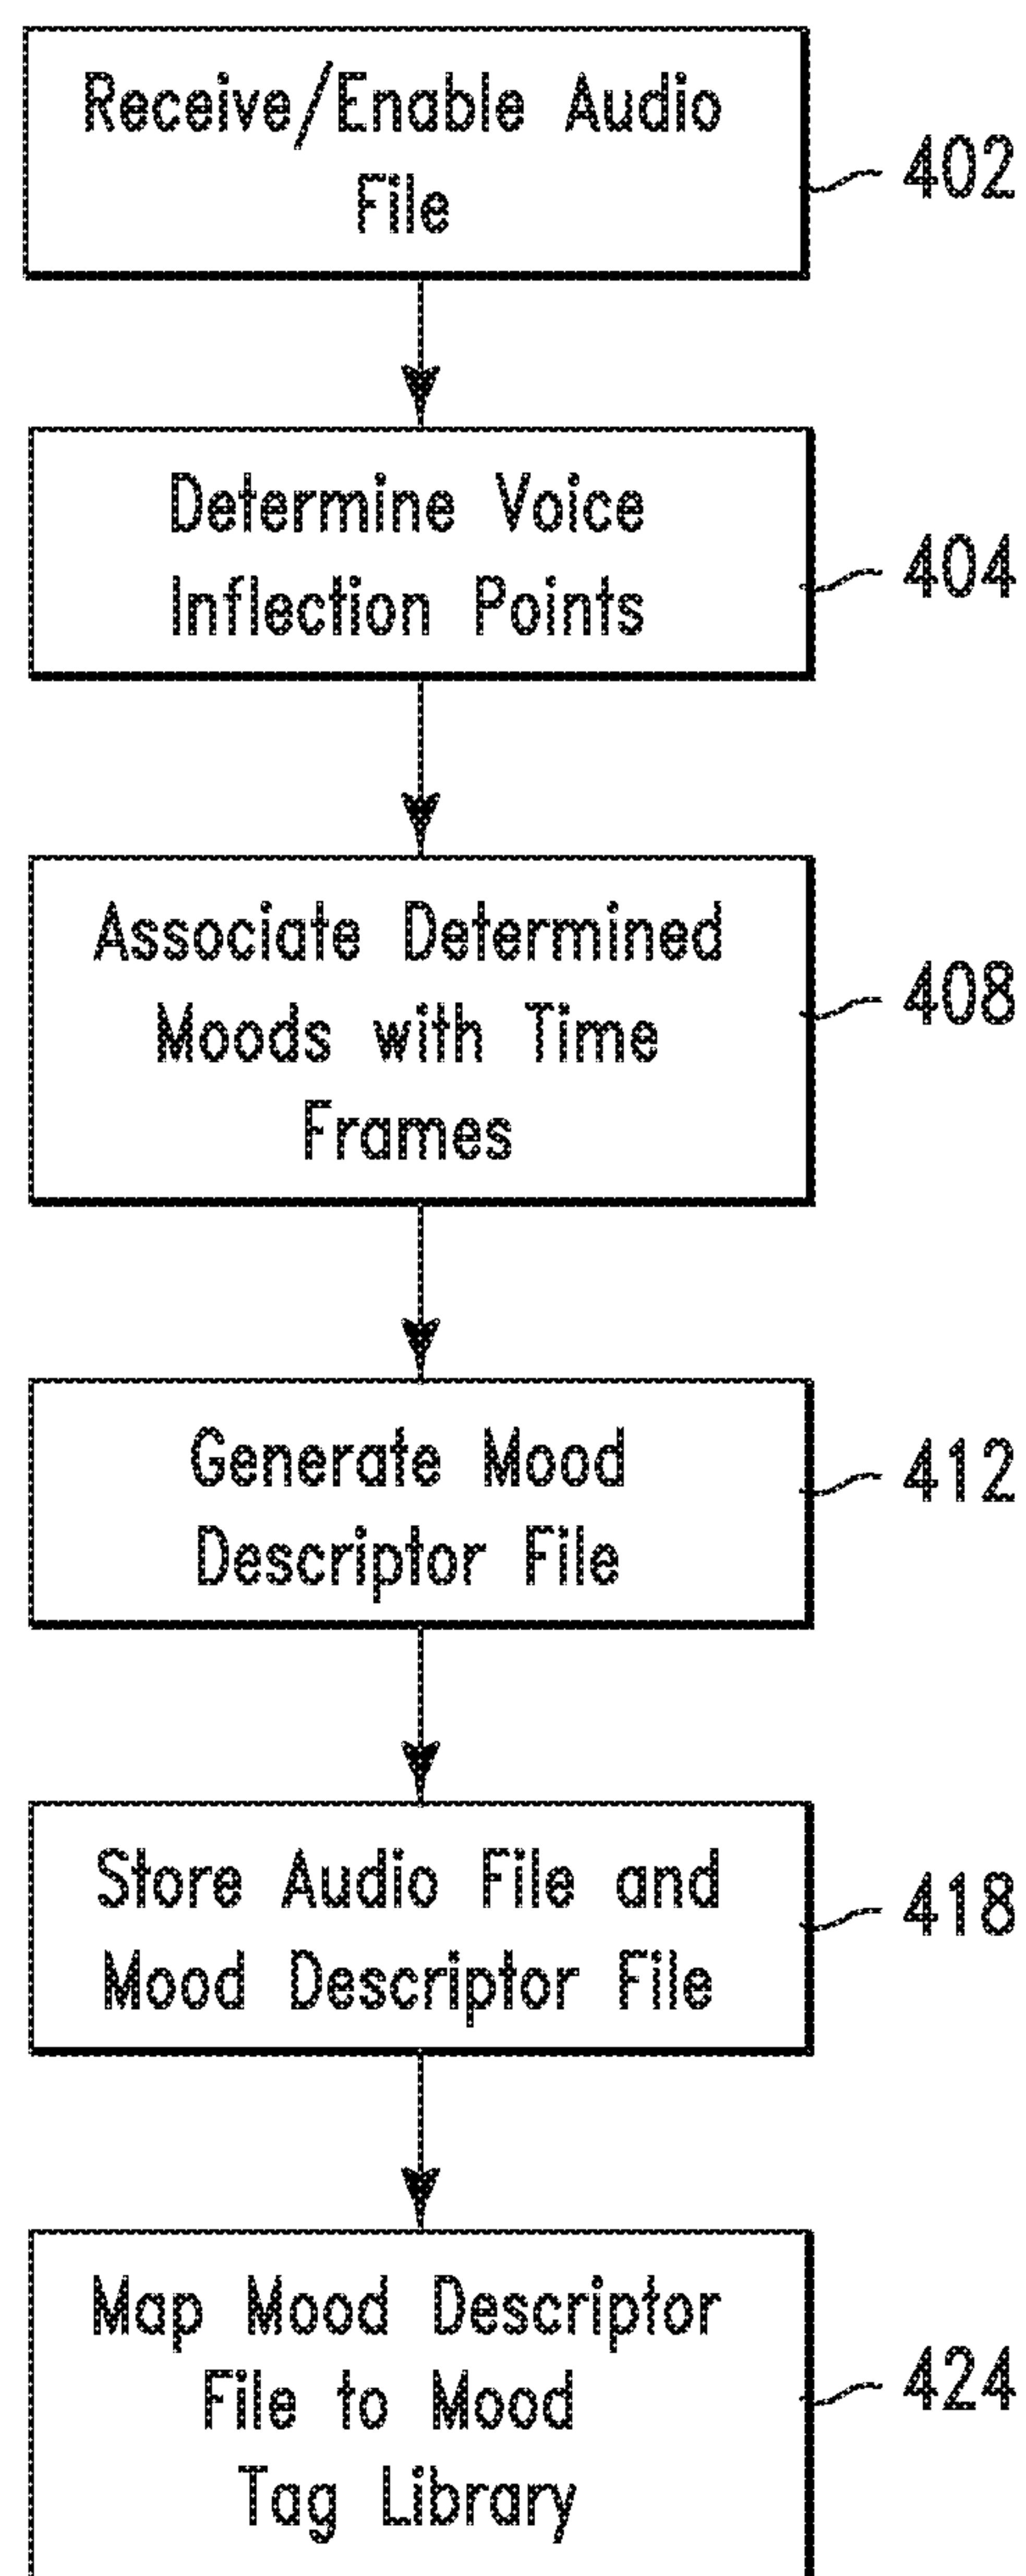 Receive/Enable Audio
File
402
Determine Voice
Inflection Points
404
Associate Determined
Moods with Time
Frames
408
Generate Mood
Descriptor File
412
Store Audio File and
Mood Descriptor File
418
Map Mood Descriptor
File to Mood
Tag Library
424